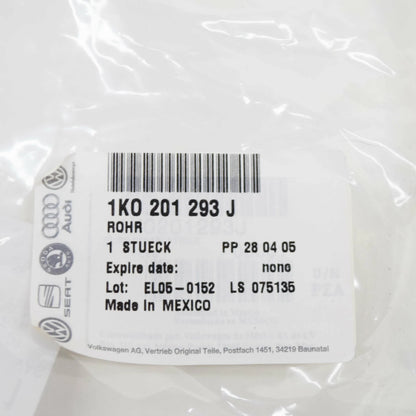 1K0 201 293 J
ROHR
1 STUECK PP 28 04 05
Expire date: none
Lot: EL05-0152 LS 075135
Made in MEXICO
Volkswagen AG, Vertrieb Original Teile, Postfach 1451, 34219 Baunatal
Audi
SEAT